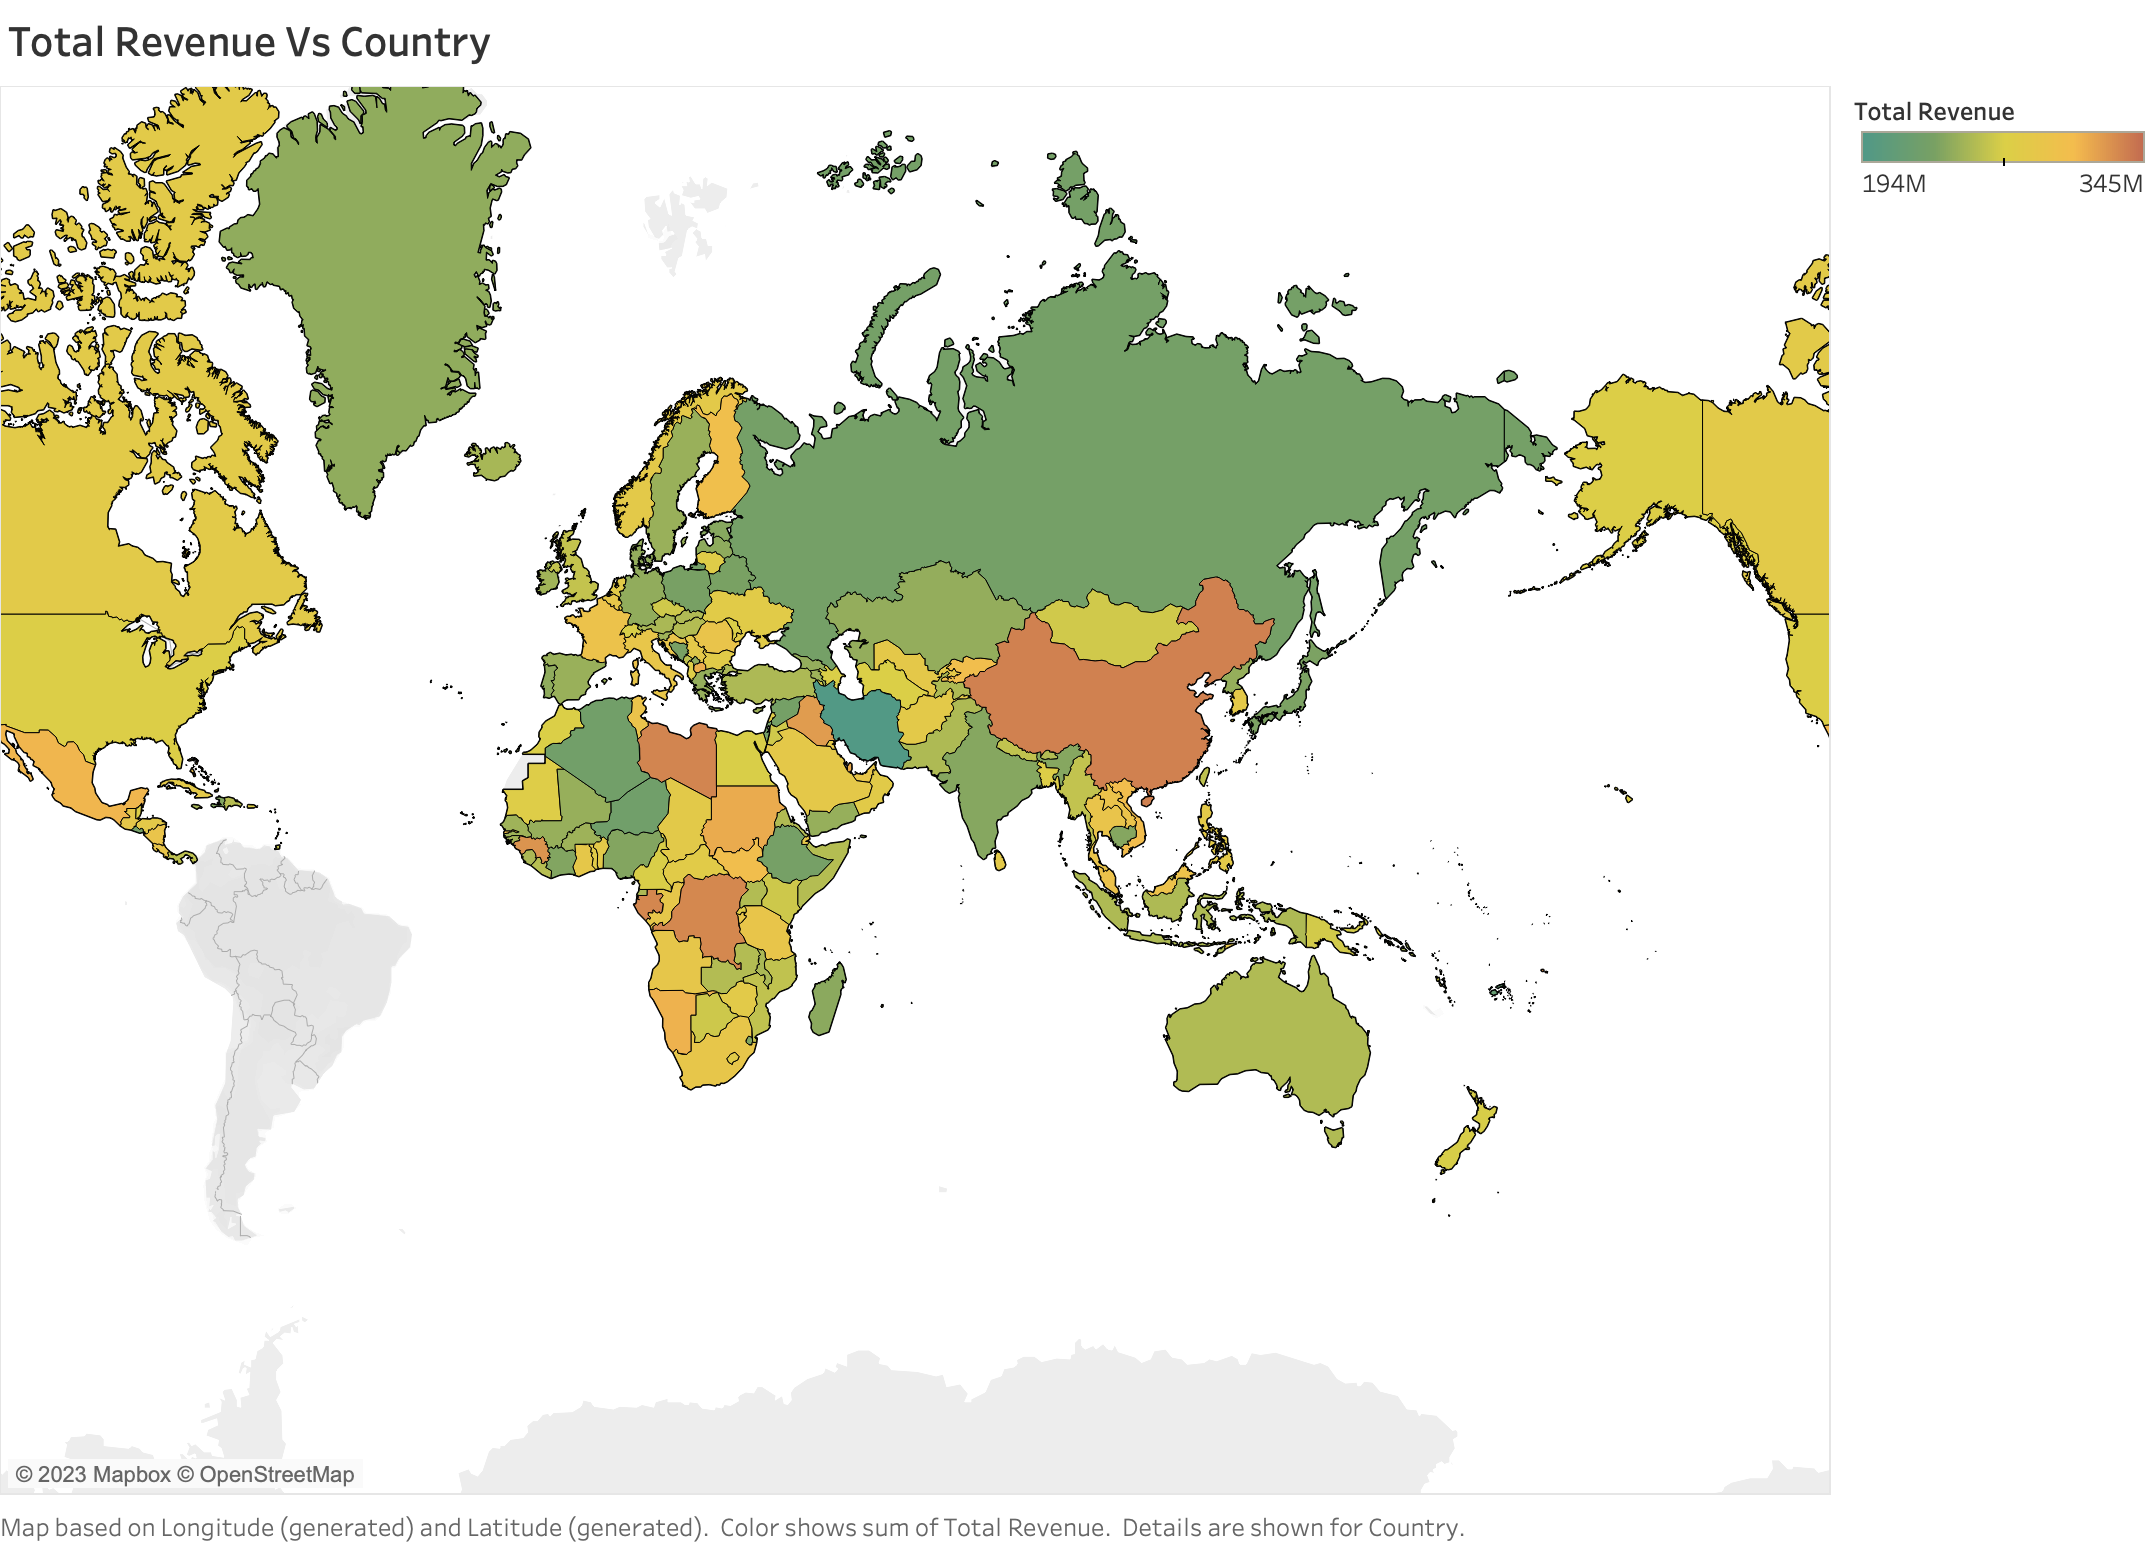 Total Revenue Vs Country
Total Revenue
194M 345M
© 2023 Mapbox © OpenStreetMap
Map based on Longitude (generated) and Latitude (generated).  Color shows sum of Total Revenue.  Details are shown for Country.